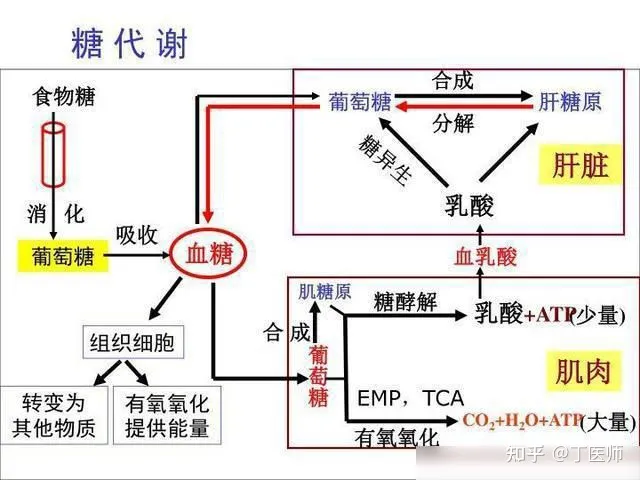 糖代谢
食物糖
消化
葡萄糖
吸收
血糖
组织细胞
转变为
其他物质
有氧氧化
提供能量
葡萄糖
合成
分解
肝糖原
糖异生
肝脏
乳酸
血乳酸
肌糖原
糖酵解
乳酸+ATP(少量)
合成
葡萄糖
肌肉
EMP，TCA
有氧氧化
CO₂+H₂O+ATP(大量)
知乎 @丁医师